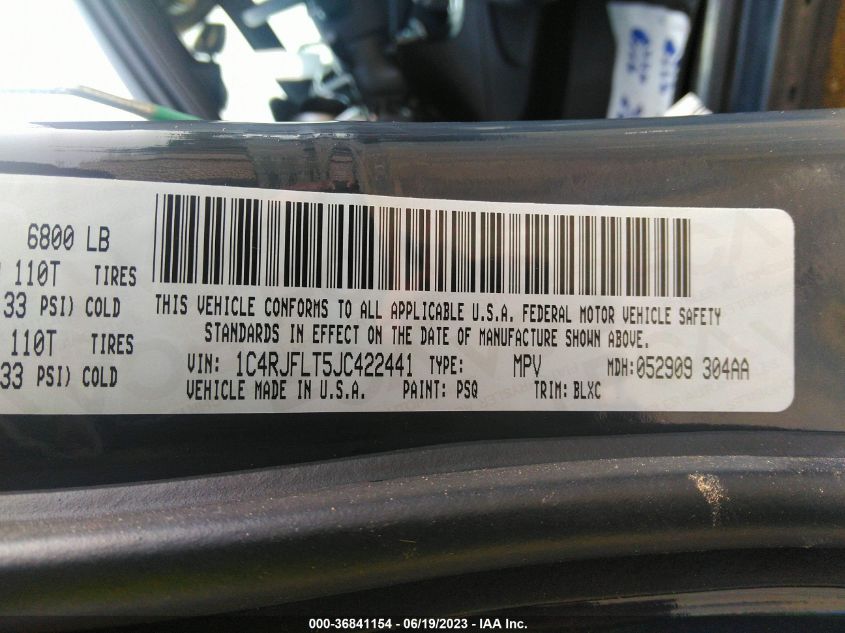 6800 LB
110T TIRES
33 PSI) COLD
110T
33 PSI) COLD
THIS VEHICLE CONFORMS TO ALL APPLICABLE U.S.A. FEDERAL MOTOR VEHICLE SAFETY
STANDARDS IN EFFECT ON THE DATE OF MANUFACTURE SHOWN ABOVE.
VIN: 1C4RJFLT5JC422441 TYPE: MPV MDH:052909 304AA
VEHICLE MADE IN U.S.A. PAINT: PSQ TRIM: BLXC
000-36841154 - 06/19/2023 - IAA Inc.